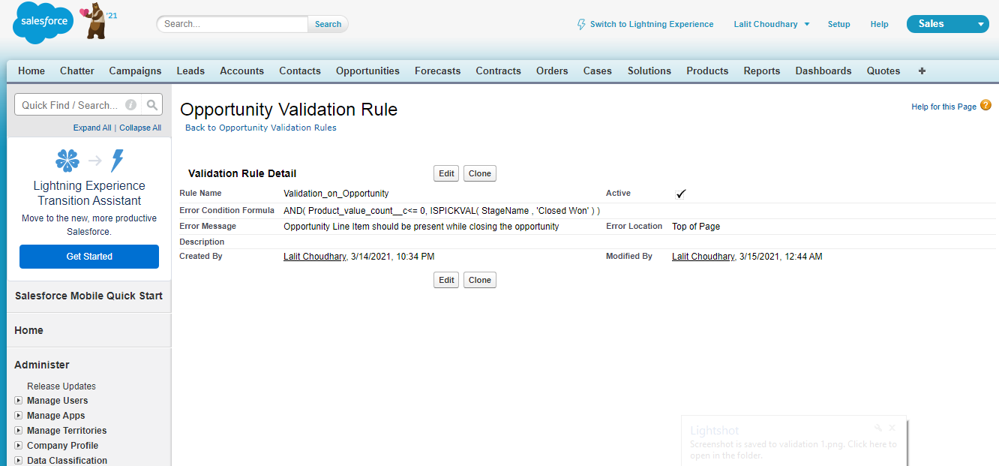 salesforce
'21
Search...
Search
Switch to Lightning Experience
Lalit Choudhary
Setup
Help
Sales
Home Chatter Campaigns Leads Accounts Contacts Opportunities Forecasts Contracts Orders Cases Solutions Products Reports Dashboards Quotes +
Quick Find / Search...
Expand All | Collapse All
Lightning Experience
Transition Assistant
Move to the new, more productive
Salesforce.
Get Started
Salesforce Mobile Quick Start
Home
Administer
Release Updates
Manage Users
Manage Apps
Manage Territories
Company Profile
Data Classification
Opportunity Validation Rule
Help for this Page ?
Back to Opportunity Validation Rules
Validation Rule Detail
Edit Clone
Rule Name Validation_on_Opportunity Active
Error Condition Formula AND( Product_value_count__c<= 0, ISPICKVAL( StageName , 'Closed Won' ) )
Error Message Opportunity Line Item should be present while closing the opportunity Error Location Top of Page
Description
Created By Lalit Choudhary, 3/14/2021, 10:34 PM Modified By Lalit Choudhary, 3/15/2021, 12:44 AM
Edit Clone
Lightshot
Screenshot is saved to validation 1.png. Click here to
open in the folder.